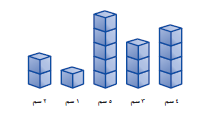 ٤ سم ٣ سم ٥ سم ١ سم ٢ سم